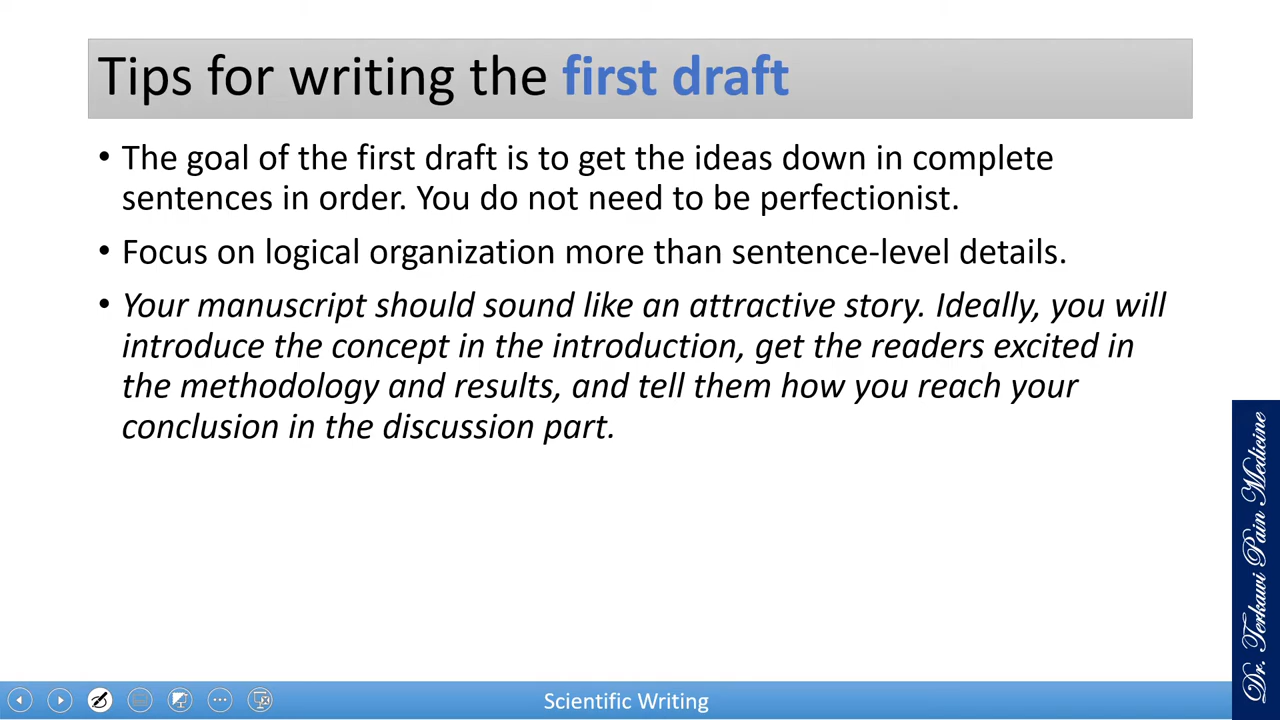 Tips for writing the first draft
• The goal of the first draft is to get the ideas down in complete
sentences in order. You do not need to be perfectionist.
• Focus on logical organization more than sentence-level details.
• Your manuscript should sound like an attractive story. Ideally, you will
introduce the concept in the introduction, get the readers excited in
the methodology and results, and tell them how you reach your
conclusion in the discussion part.
Dr. Terkawi Pain Medicine
Scientific Writing